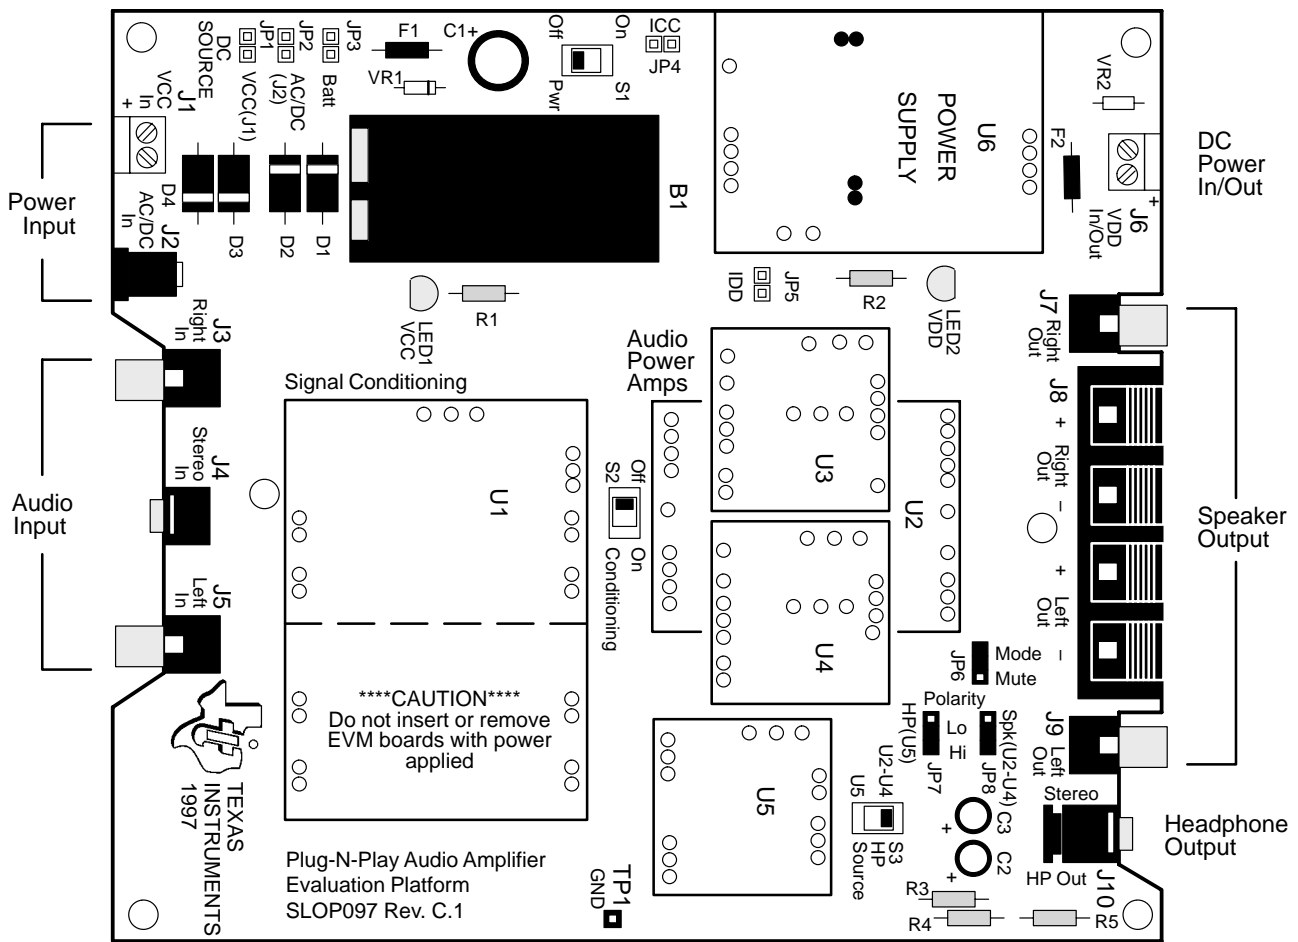 DC
SOURCE
JP1
VCC(J1)
JP2
AC/DC
(J2)
JP3
Batt
F1
VR1
C1+
Off
On
Pwr
S1
ICC
JP4
U6
POWER
SUPPLY
VR2
F2
J6
VDD
In/Out
+
DC
Power
In/Out
J1
VCC
In
+
Power
Input
D4
D3
D2
D1
B1
J2
AC/DC
In
LED1
VCC
R1
IDD
JP5
R2
LED2
VDD
J3
Right
In
J7
Right
Out
Signal Conditioning
Audio
Power
Amps
U3
U1
U2
J8
+
Right
Out
–
+
Left
Out
–
J4
Stereo
In
Audio
Input
S2
Off
On
Conditioning
Speaker
Output
J5
Left
In
U4
JP6
Mode
Mute
Polarity
HP(U5)
Lo
Hi
JP7
Spk(U2-U4)
JP8
J9
Left
Out
****CAUTION****
Do not insert or remove
EVM boards with power
applied
TEXAS
INSTRUMENTS
1997
U5
U2-U4
U5
S3
HP
Source
+
C3
C2
+
Stereo
HP Out
J10
Headphone
Output
Plug-N-Play Audio Amplifier
Evaluation Platform
SLOP097 Rev. C.1
TP1
GND
R3
R4
R5